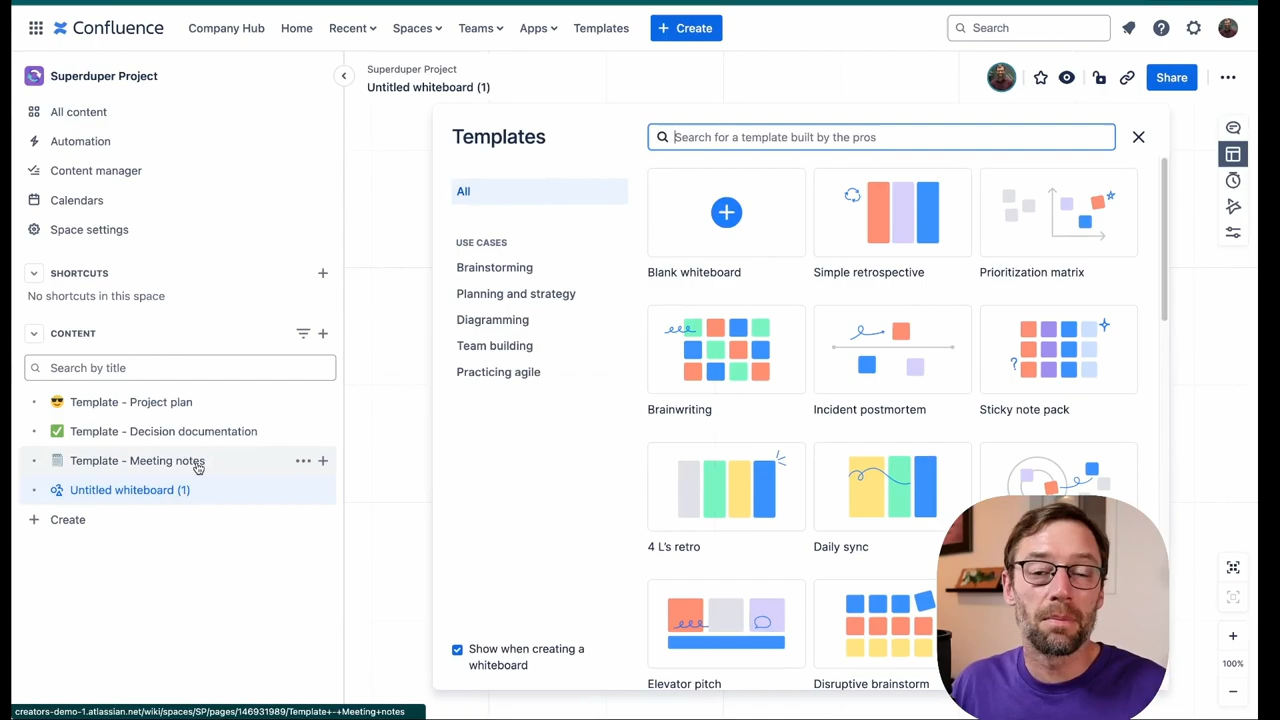 Confluence
Company Hub
Home
Recent
Spaces
Teams
Apps
Templates
+ Create
Search
Superduper Project
All content
Automation
Content manager
Calendars
Space settings
SHORTCUTS
No shortcuts in this space
CONTENT
Search by title
Template - Project plan
Template - Decision documentation
Template - Meeting notes
Untitled whiteboard (1)
Create
Superduper Project
Untitled whiteboard (1)
Share
Templates
Search for a template built by the pros
All
USE CASES
Brainstorming
Planning and strategy
Diagramming
Team building
Practicing agile
Show when creating a
whiteboard
Blank whiteboard
Simple retrospective
Prioritization matrix
Brainwriting
Incident postmortem
Sticky note pack
4 L's retro
Daily sync
Elevator pitch
Disruptive brainstorm
100%
creators-demo-1.atlassian.net/wiki/spaces/SP/pages/146931989/Template+-+Meeting+notes